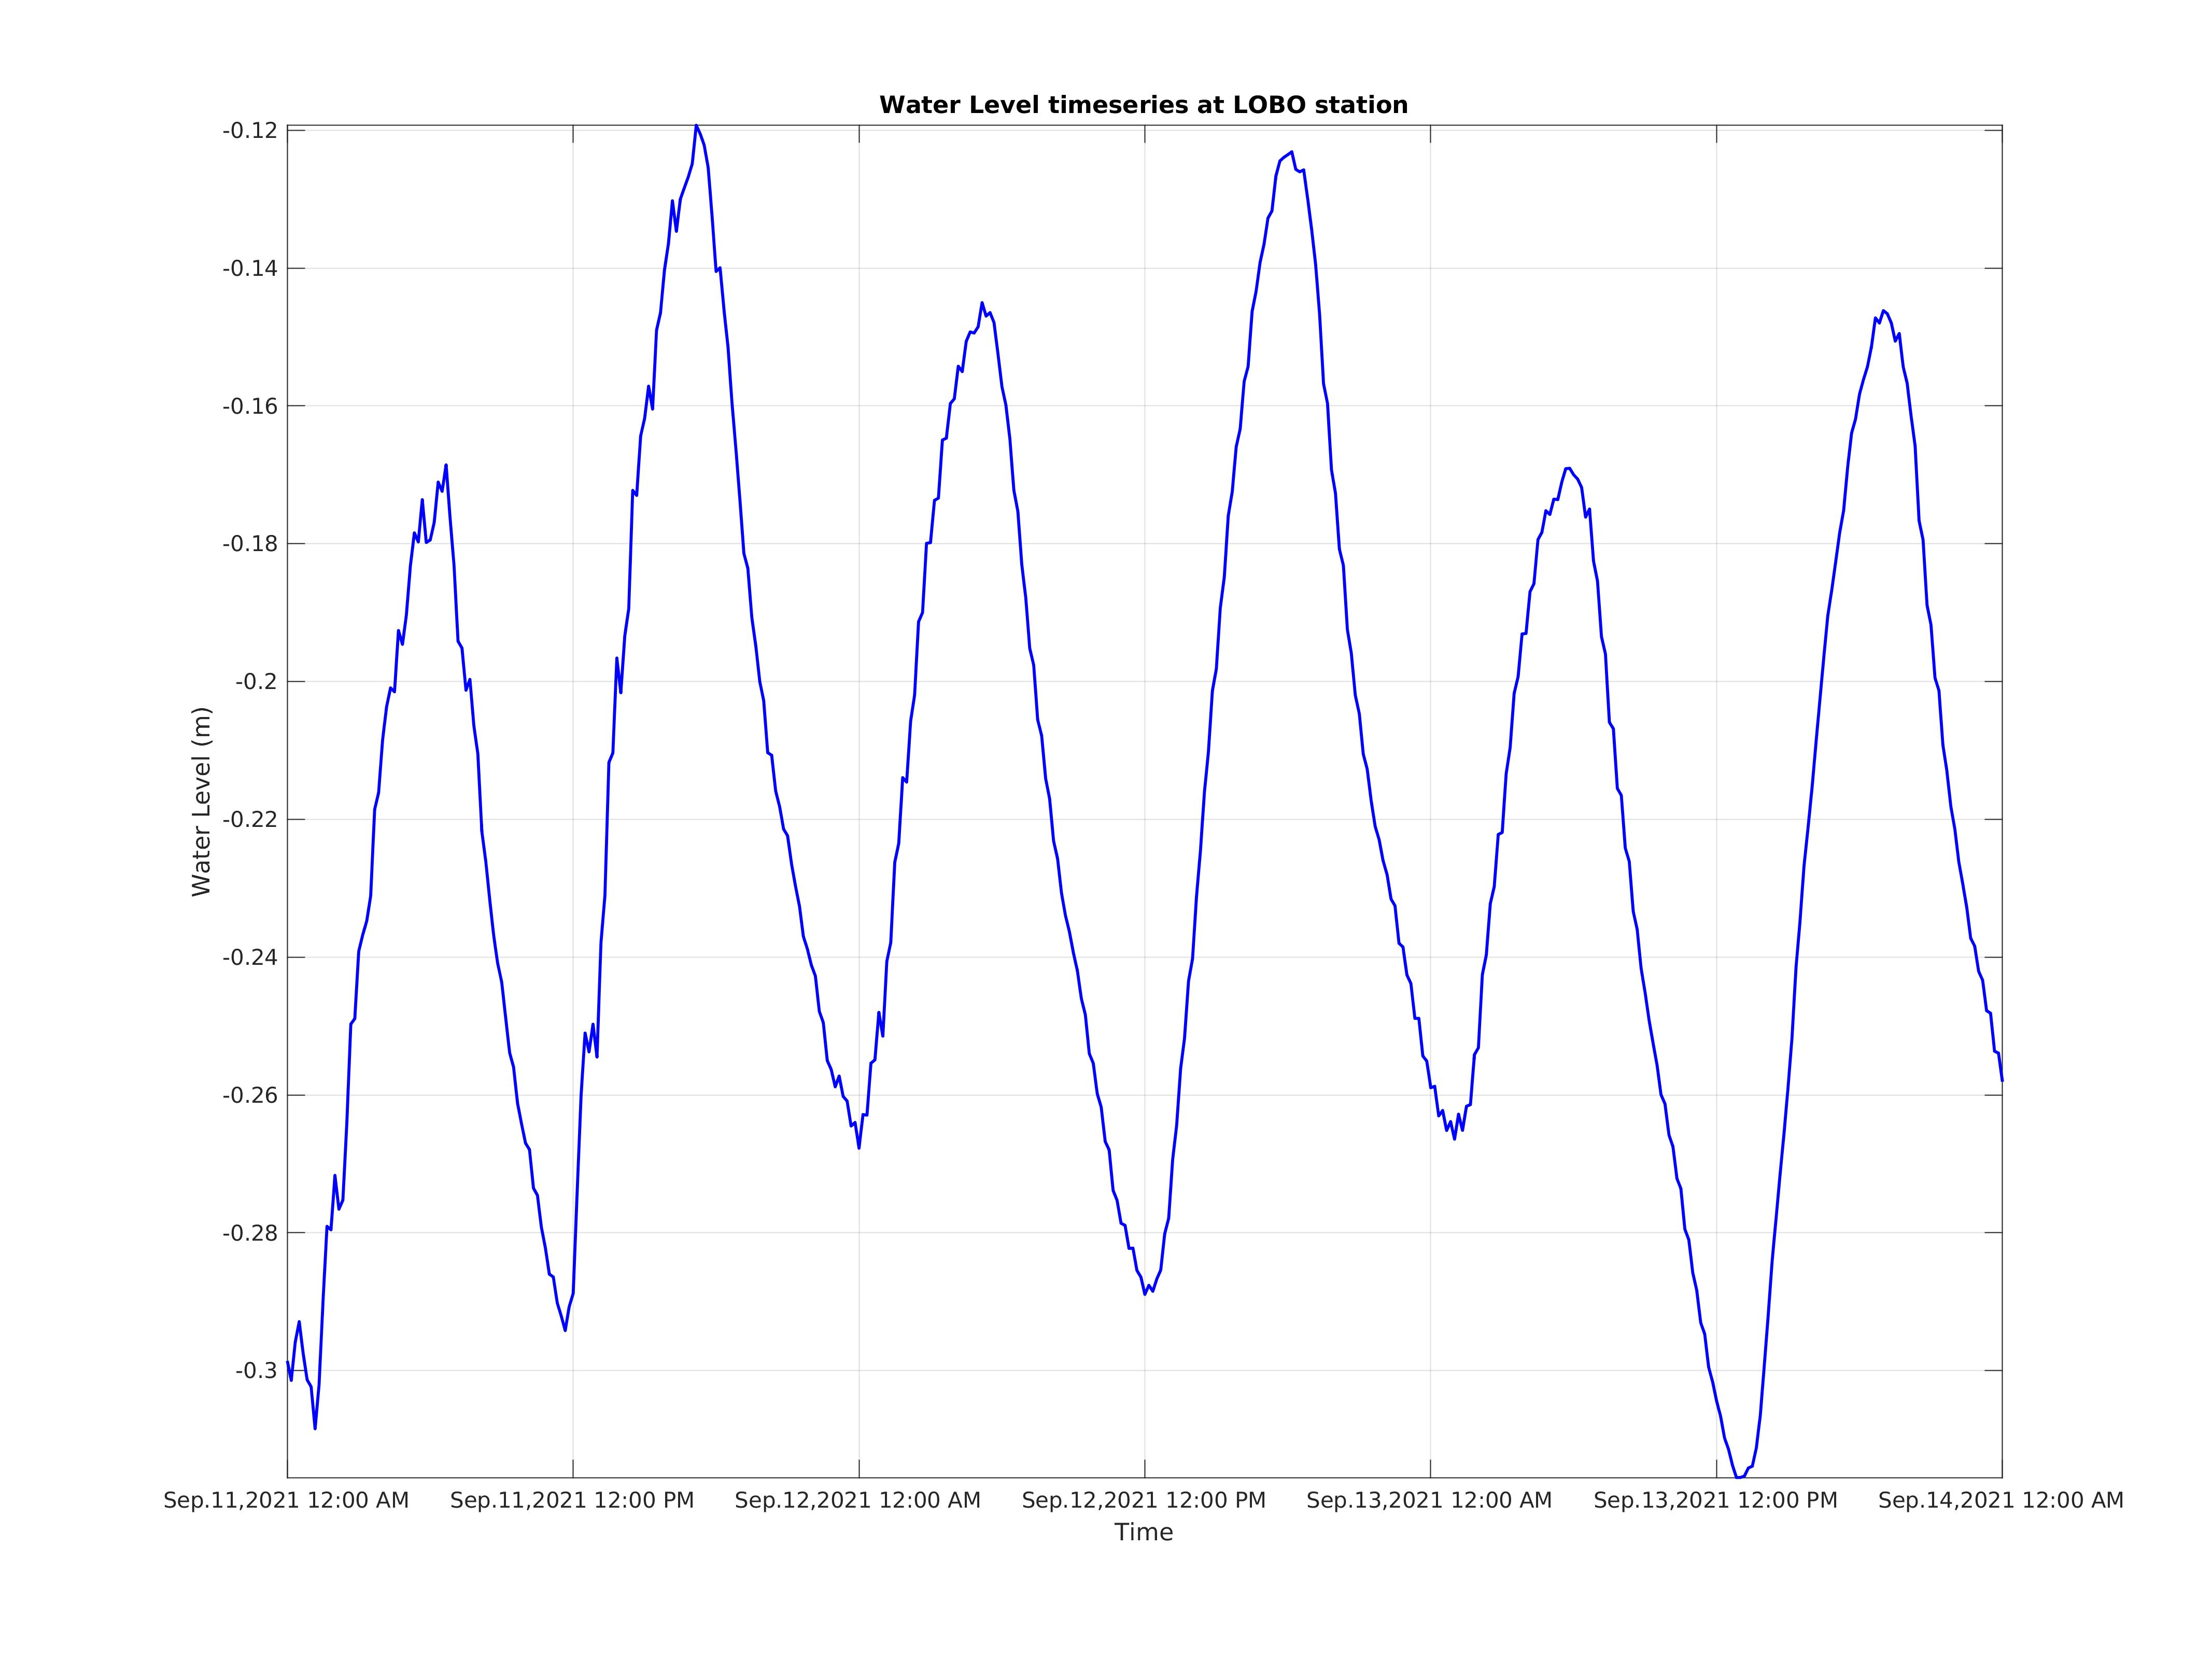 Water Level timeseries at LOBO station
-0.12
-0.14
-0.16
-0.18
-0.2
-0.22
-0.24
-0.26
-0.28
-0.3
Water Level (m)
Sep.11,2021 12:00 AM
Sep.11,2021 12:00 PM
Sep.12,2021 12:00 AM
Sep.12,2021 12:00 PM
Sep.13,2021 12:00 AM
Sep.13,2021 12:00 PM
Sep.14,2021 12:00 AM
Time